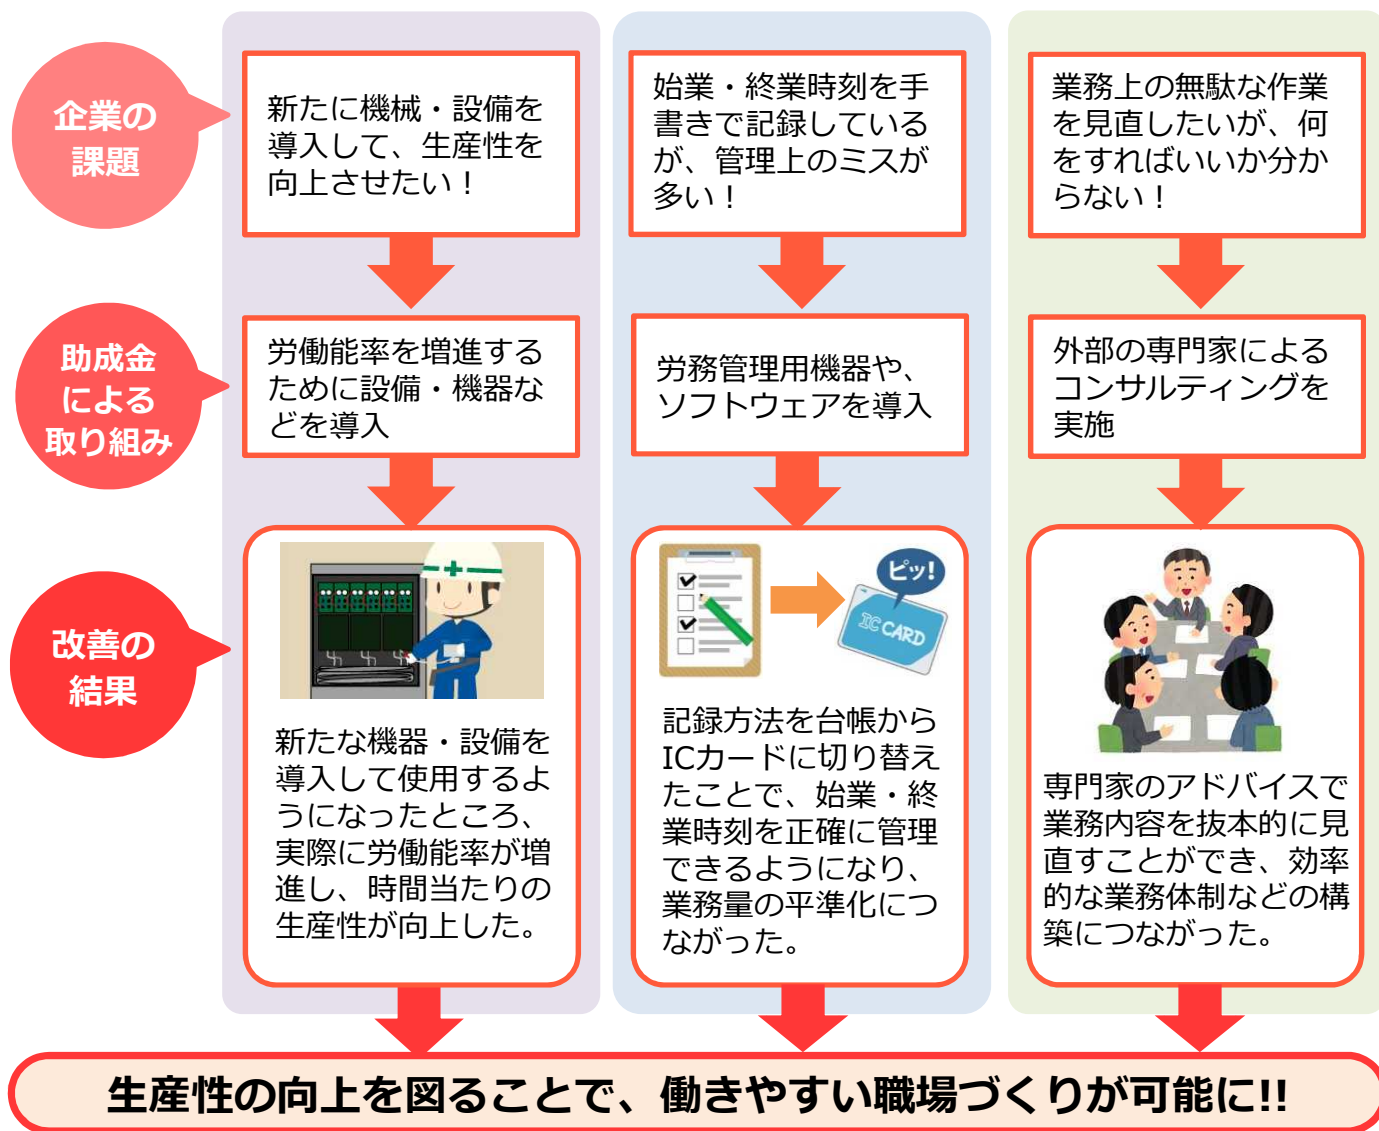 企業の
課題
新たに機械・設備を
導入して、生産性を
向上させたい！
始業・終業時刻を手
書きで記録している
が、管理上のミスが
多い！
業務上の無駄な作業
を見直したいが、何
をすればいいか分か
らない！
助成金
による
取り組み
労働能率を増進する
ために設備・機器な
どを導入
労務管理用機器や、
ソフトウェアを導入
外部の専門家による
コンサルティングを
実施
改善の
結果
新たな機器・設備を
導入して使用するよ
うになったところ、
実際に労働能率が増
進し、時間当たりの
生産性が向上した。
ピッ!
IC CARD
記録方法を台帳から
ICカードに切り替え
たことで、始業・終
業時刻を正確に管理
できるようになり、
業務量の平準化につ
ながった。
専門家のアドバイスで
業務内容を抜本的に見
直すことができ、効率
的な業務体制などの構
築につながった。
生産性の向上を図ることで、働きやすい職場づくりが可能に!!